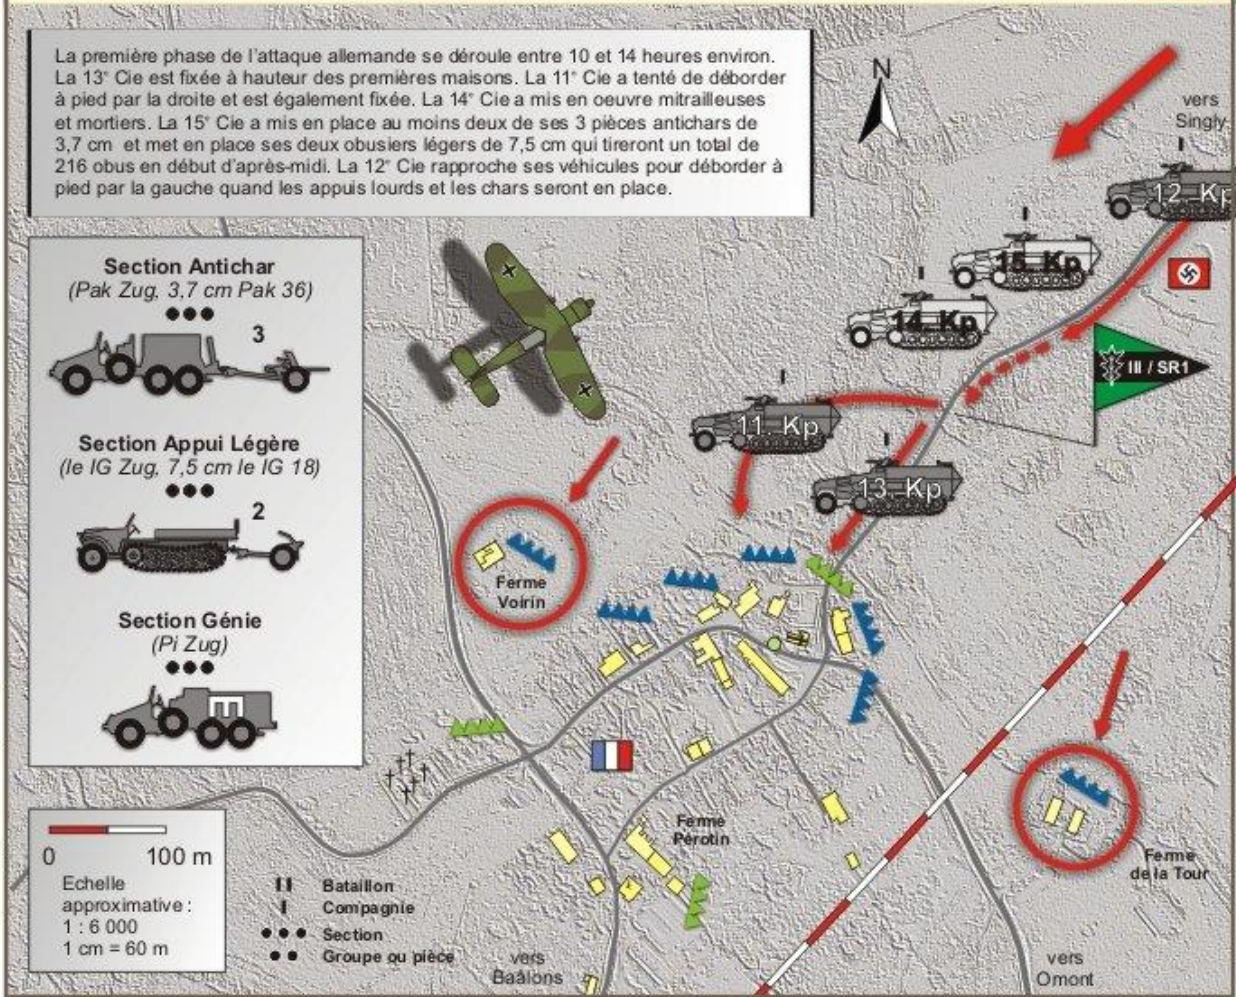 La première phase de l'attaque allemande se déroule entre 10 et 14 heures environ.
La 13° Cie est fixée à hauteur des premières maisons. La 11° Cie a tenté de déborder
à pied par la droite et est également fixée. La 14° Cie a mis en oeuvre mitrailleuses
et mortiers. La 15° Cie a mis en place au moins deux de ses 3 pièces antichars de
3,7 cm et met en place ses deux obusiers légers de 7,5 cm qui tireront un total de
216 obus en début d'après-midi. La 12° Cie rapproche ses véhicules pour déborder à
pied par la gauche quand les appuis lourds et les chars seront en place.
N
vers
Singly
12. Kp
15. Kp
14. Kp
III / SR1
11. Kp
13. Kp
Section Antichar
(Pak Zug, 3,7 cm Pak 36)
3
Section Appui Légère
(le IG Zug, 7,5 cm le IG 18)
2
Section Génie
(Pi Zug)
Ferme
Voirin
Ferme
Pérotin
Ferme
de la Tour
0 100 m
Echelle
approximative :
1 : 6 000
1 cm = 60 m
Bataillon
Compagnie
Section
Groupe ou pièce
vers
Baâlons
vers
Omont